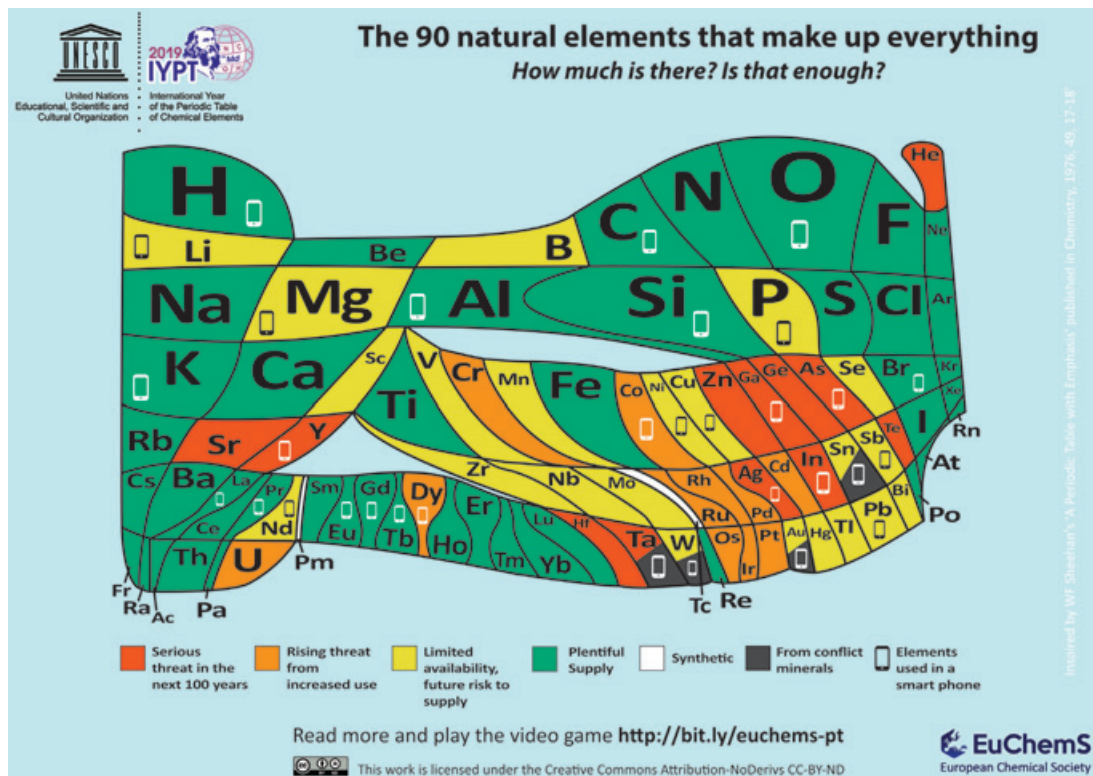 UNESCO
2019
IYPT
United Nations
Educational, Scientific and
Cultural Organization
International Year
of the Periodic Table
of Chemical Elements
The 90 natural elements that make up everything
How much is there? Is that enough?
H
He
Li
Be
B
C
N
O
F
Ne
Na
Mg
Al
Si
P
S
Cl
Ar
K
Ca
Sc
Ti
V
Cr
Mn
Fe
Co
Ni
Cu
Zn
Ga
Ge
As
Se
Br
Kr
Rb
Sr
Y
Zr
Nb
Mo
Tc
Ru
Rh
Pd
Ag
Cd
In
Sn
Sb
Te
I
Xe
Cs
Ba
La
Ce
Pr
Nd
Pm
Sm
Eu
Gd
Tb
Dy
Ho
Er
Tm
Yb
Lu
Hf
Ta
W
Re
Os
Ir
Pt
Au
Hg
Tl
Pb
Bi
Po
At
Rn
Fr
Ra
Ac
Th
Pa
U
Serious
threat in the
next 100 years
Rising threat
from
increased use
Limited
availability,
future risk to
supply
Plentiful
Supply
Synthetic
From conflict
minerals
Elements
used in a
smart phone
Read more and play the video game http://bit.ly/euchems-pt
This work is licensed under the Creative Commons Attribution-NoDerivs CC-BY-ND
EuChemS
European Chemical Society
Inspired by WF Sheehan's 'A Periodic Table with Emphasis' published in Chemistry, 1976, 49, 17-18'